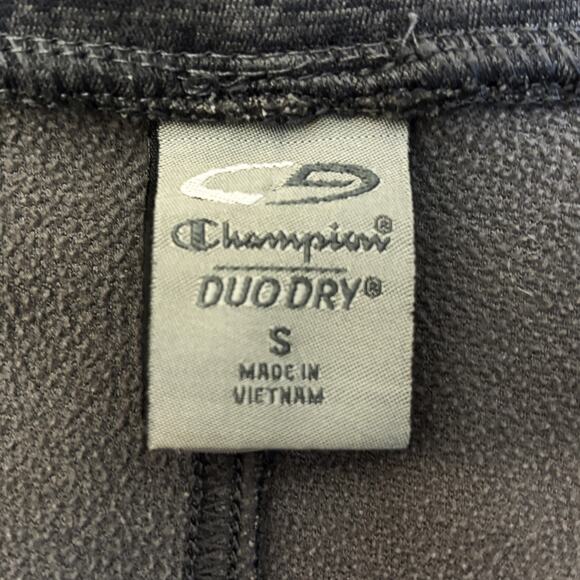 Champion®
DUO DRY®
S
MADE IN
VIETNAM